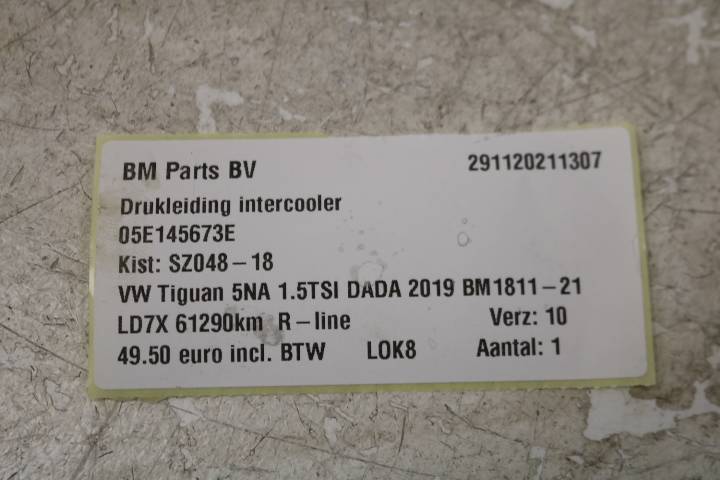 BM Parts BV 291120211307
Drukleiding intercooler
05E145673E
Kist: SZ048-18
VW Tiguan 5NA 1.5TSI DADA 2019 BM1811-21
LD7X 61290km R-line Verz: 10
49.50 euro incl. BTW LOK8 Aantal: 1